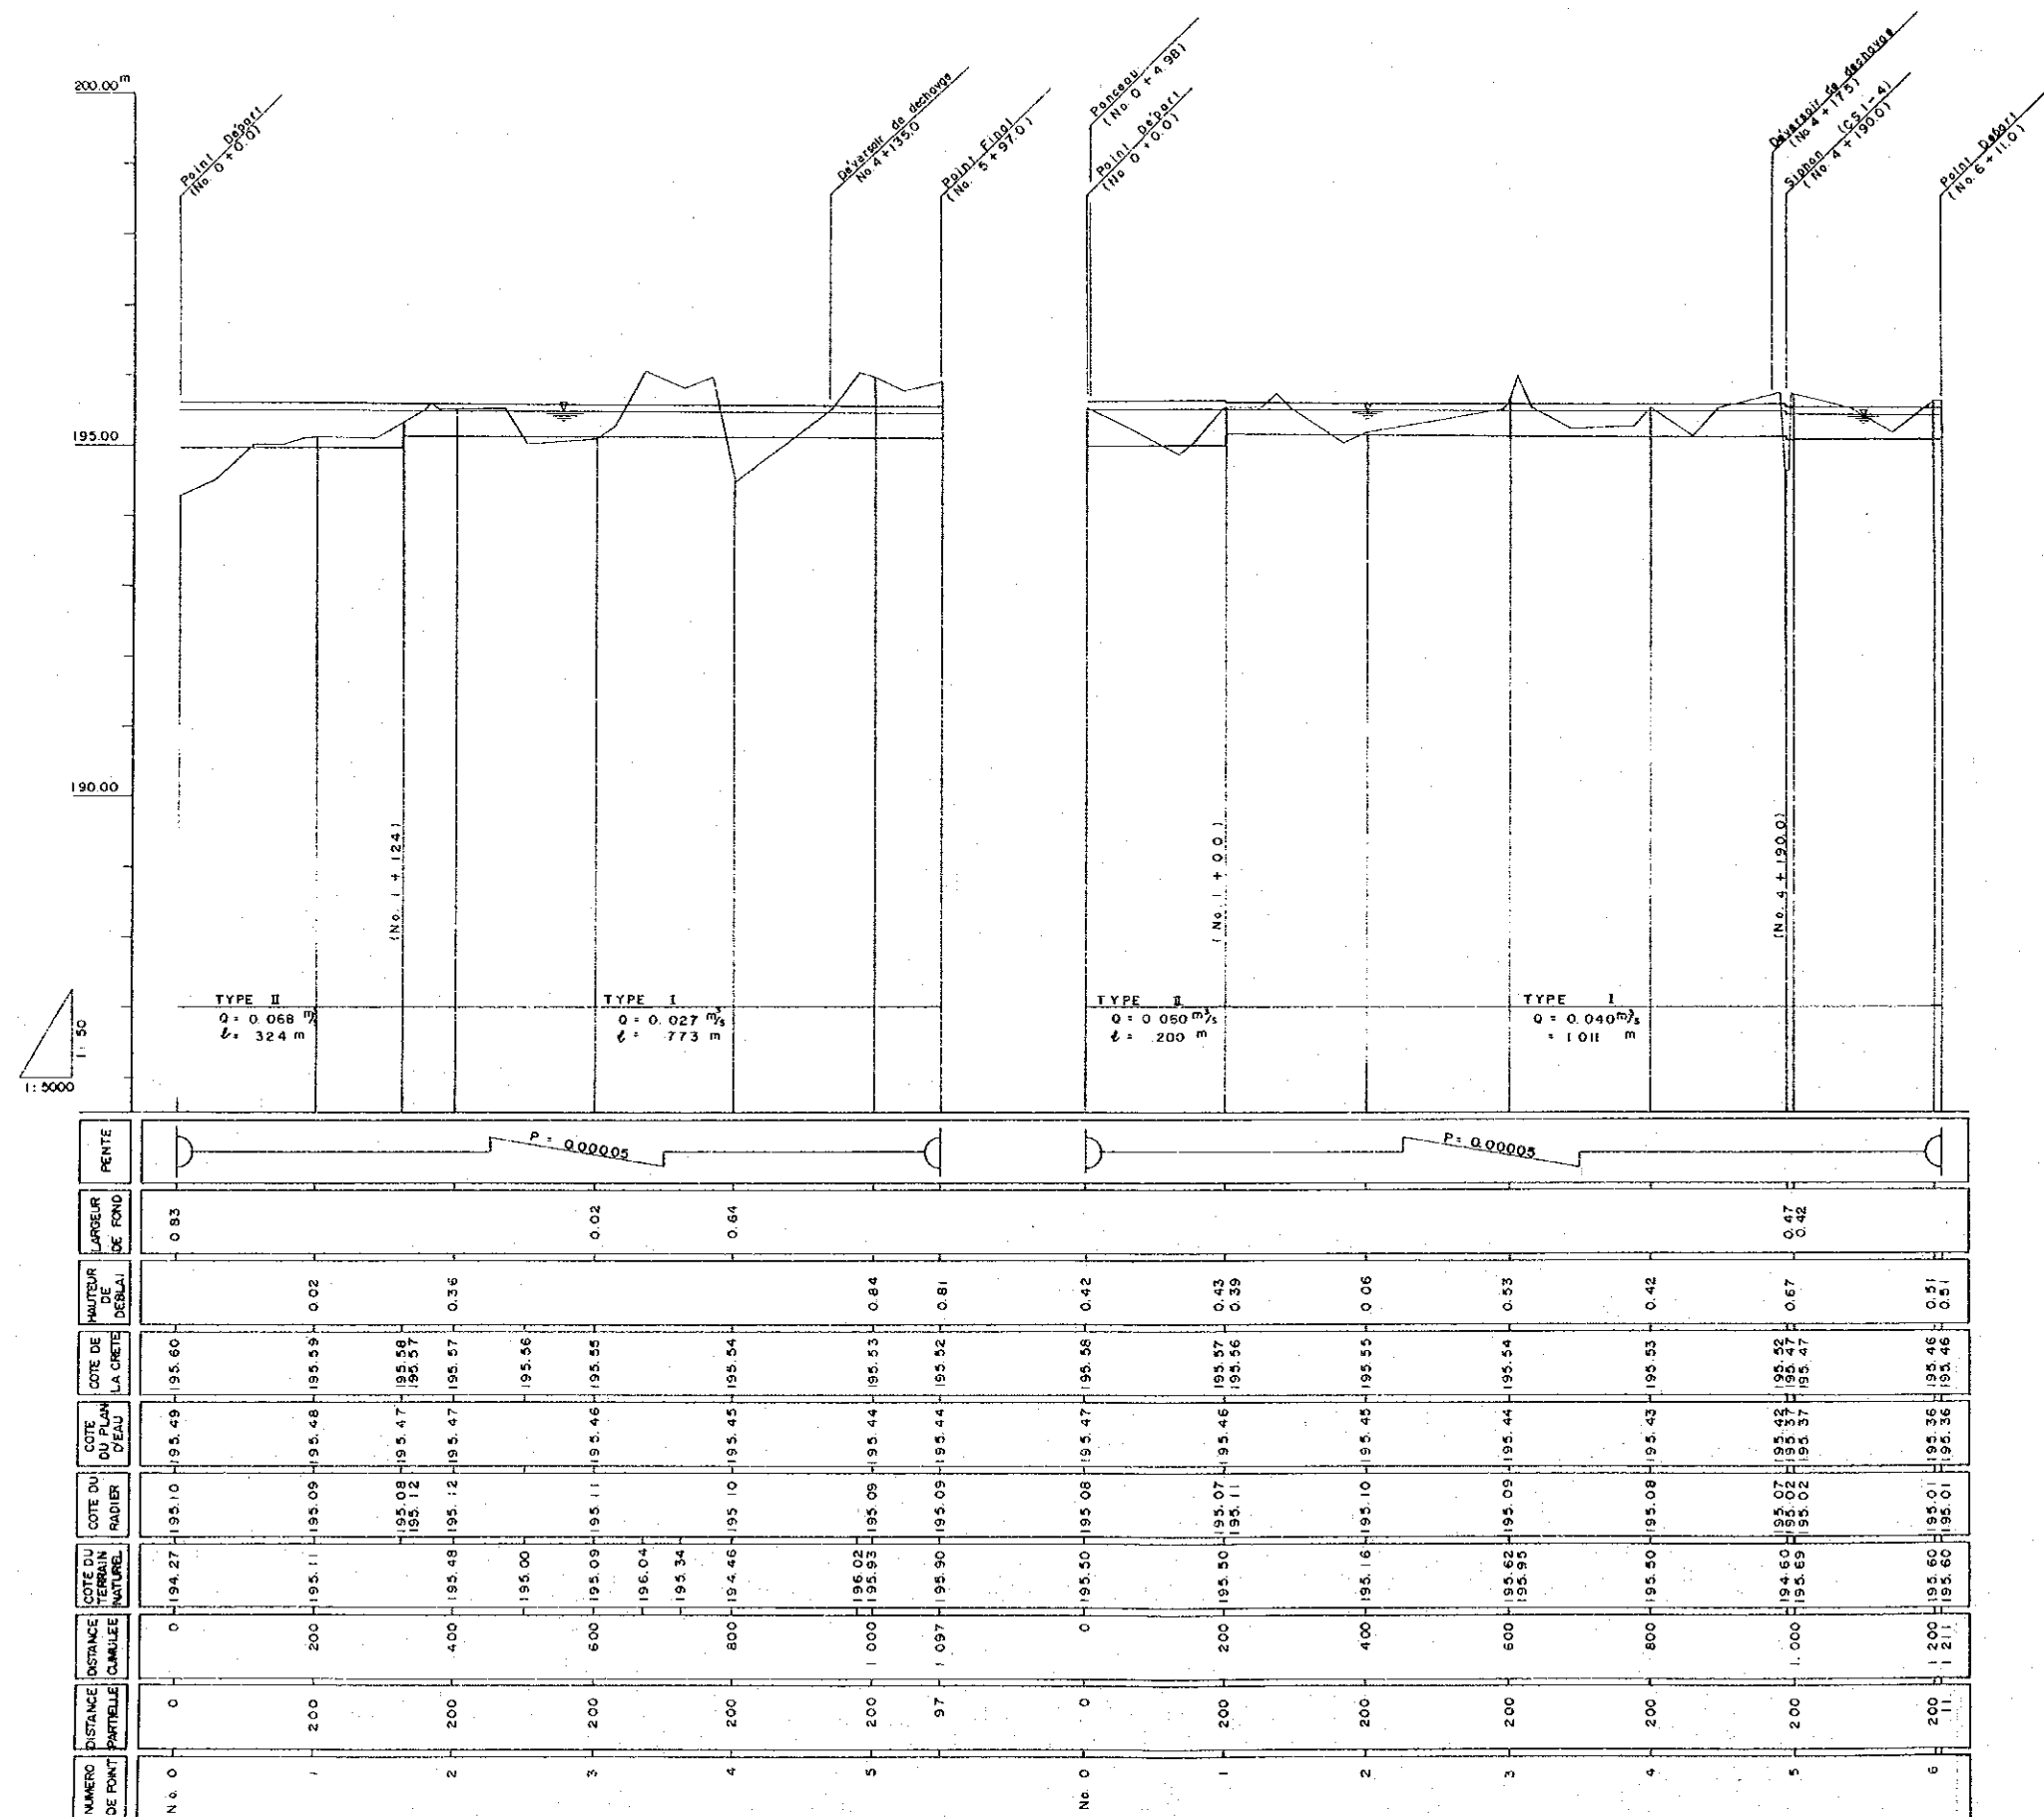 200.00 m
195.00
190.00
Point Départ
(No. 0 + 0.0)
Déversoir de dechavge
No.4+135.0
Point Final
(No. 5 + 97.0)
Ponceau
(No. 0 + 4.98)
Point Départ
(No 0 + 0.0)
Déversoir de dechavge
(No 4 + 175)
Siphon (CS 1-4)
(No. 4 + 190.0)
Point Depart
(No. 6 + 11.0)
(No. 1 + 124)
(No. 1 + 0 0)
(No. 4 + 190.0)
TYPE II
Q = 0.068 m³/s
ℓ = 324 m
TYPE I
Q = 0.027 m³/s
ℓ = 773 m
TYPE II
Q = 0.050 m³/s
ℓ = 200 m
TYPE I
Q = 0.040 m³/s
= 1 011 m
1:50
1:5000
PENTE
P = 0.00005
P = 0.00005
LARGEUR DE FOND
0.83 0.02 0.64 0.47 0.42
HAUTEUR DE DEBLAI
0.02 0.36 0.84 0.81 0.42 0.43 0.39 0.06 0.53 0.42 0.67 0.51 0.51
COTE DE LA CRETE
195.60 195.59 195.58 195.57 195.57 195.56 195.55 195.54 195.53 195.52 195.58 195.57 195.56 195.55 195.54 195.53 195.52 195.47 195.47 195.46 195.46
COTE DU PLAN D'EAU
195.49 195.48 195.47 195.47 195.46 195.45 195.44 195.44 195.47 195.46 195.45 195.44 195.43 195.42 195.37 195.37 195.36 195.36
COTE DU RADIER
195.10 195.09 195.08 195.12 195.12 195.11 195.10 195.09 195.09 195.08 195.07 195.11 195.10 195.09 195.08 195.07 195.02 195.02 195.01 195.01
COTE DU TERRAIN NATUREL
194.27 195.11 195.48 195.00 195.09 196.04 195.34 194.46 196.02 195.93 195.90 195.50 195.50 195.16 195.62 195.95 195.50 194.60 195.69 195.60 195.60
DISTANCE CUMULEE
0 200 400 600 800 1 000 1 097 0 200 400 600 800 1.000 1 200 1 211
DISTANCE PARTIELLE
0 200 200 200 200 200 97 0 200 200 200 200 200 200 11
NUMERO DE POINT
No. 0 1 2 3 4 5 No. 0 1 2 3 4 5 6